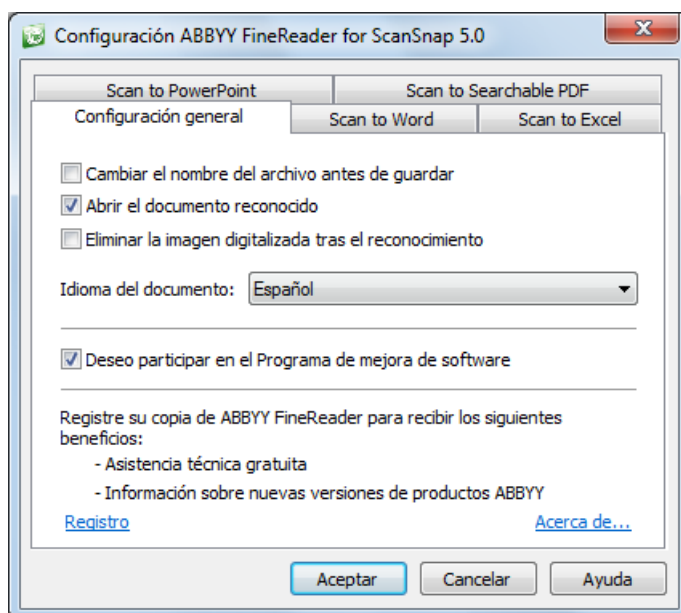 Configuración ABBYY FineReader for ScanSnap 5.0
Scan to PowerPoint
Scan to Searchable PDF
Configuración general
Scan to Word
Scan to Excel
Cambiar el nombre del archivo antes de guardar
Abrir el documento reconocido
Eliminar la imagen digitalizada tras el reconocimiento
Idioma del documento: Español
Deseo participar en el Programa de mejora de software
Registre su copia de ABBYY FineReader para recibir los siguientes
beneficios:
- Asistencia técnica gratuita
- Información sobre nuevas versiones de productos ABBYY
Registro
Acerca de...
Aceptar
Cancelar
Ayuda